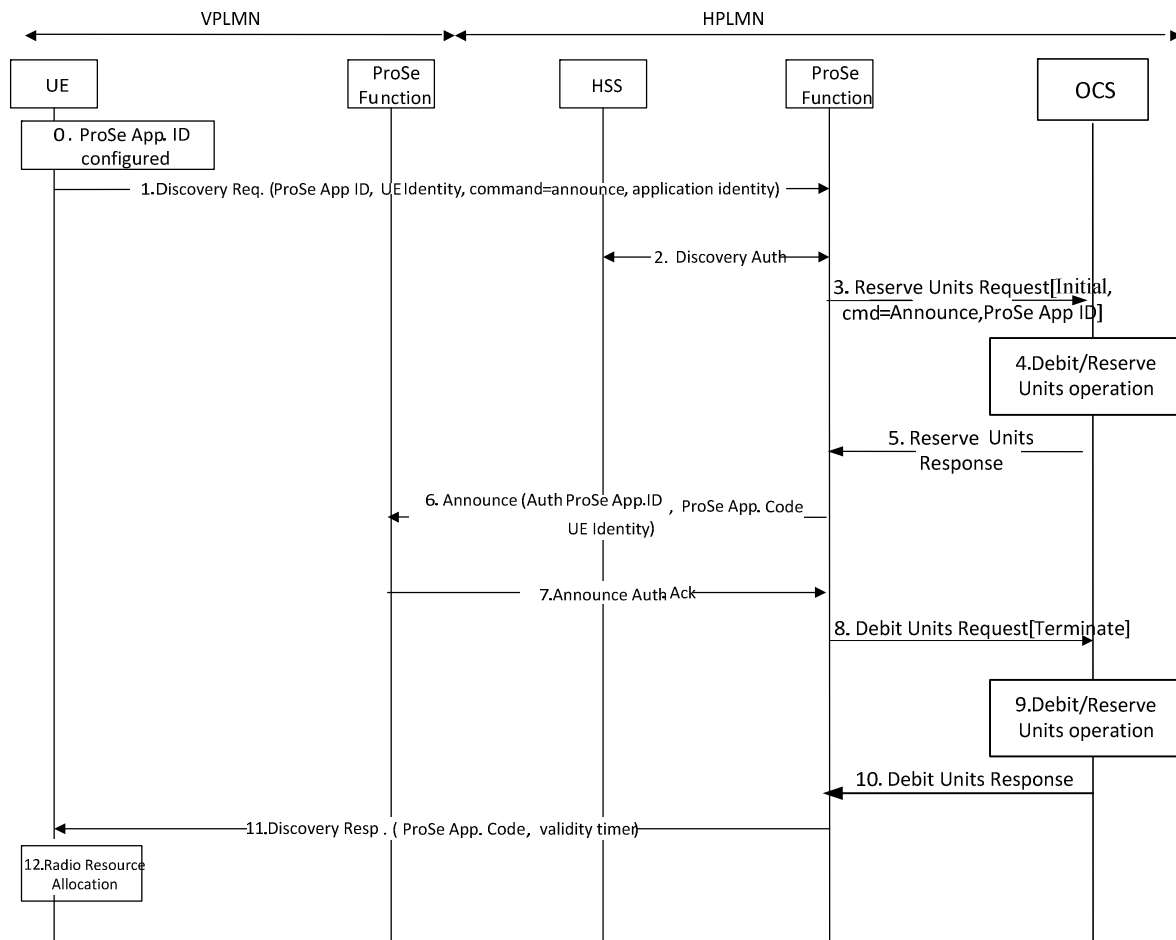 VPLMN
HPLMN
UE
ProSe
Function
HSS
ProSe
Function
OCS
0. ProSe App. ID
configured
1.Discovery Req. (ProSe App ID, UE Identity, command=announce, application identity)
2. Discovery Auth
3. Reserve Units Request[Initial,
cmd=Announce,ProSe App ID]
4.Debit/Reserve
Units operation
5. Reserve Units
Response
6. Announce (Auth ProSe App.ID , ProSe App. Code
UE Identity)
7.Announce Auth. Ack
8. Debit Units Request[Terminate]
9.Debit/Reserve
Units operation
10. Debit Units Response
11.Discovery Resp . ( ProSe App. Code, validity timer)
12.Radio Resource
Allocation